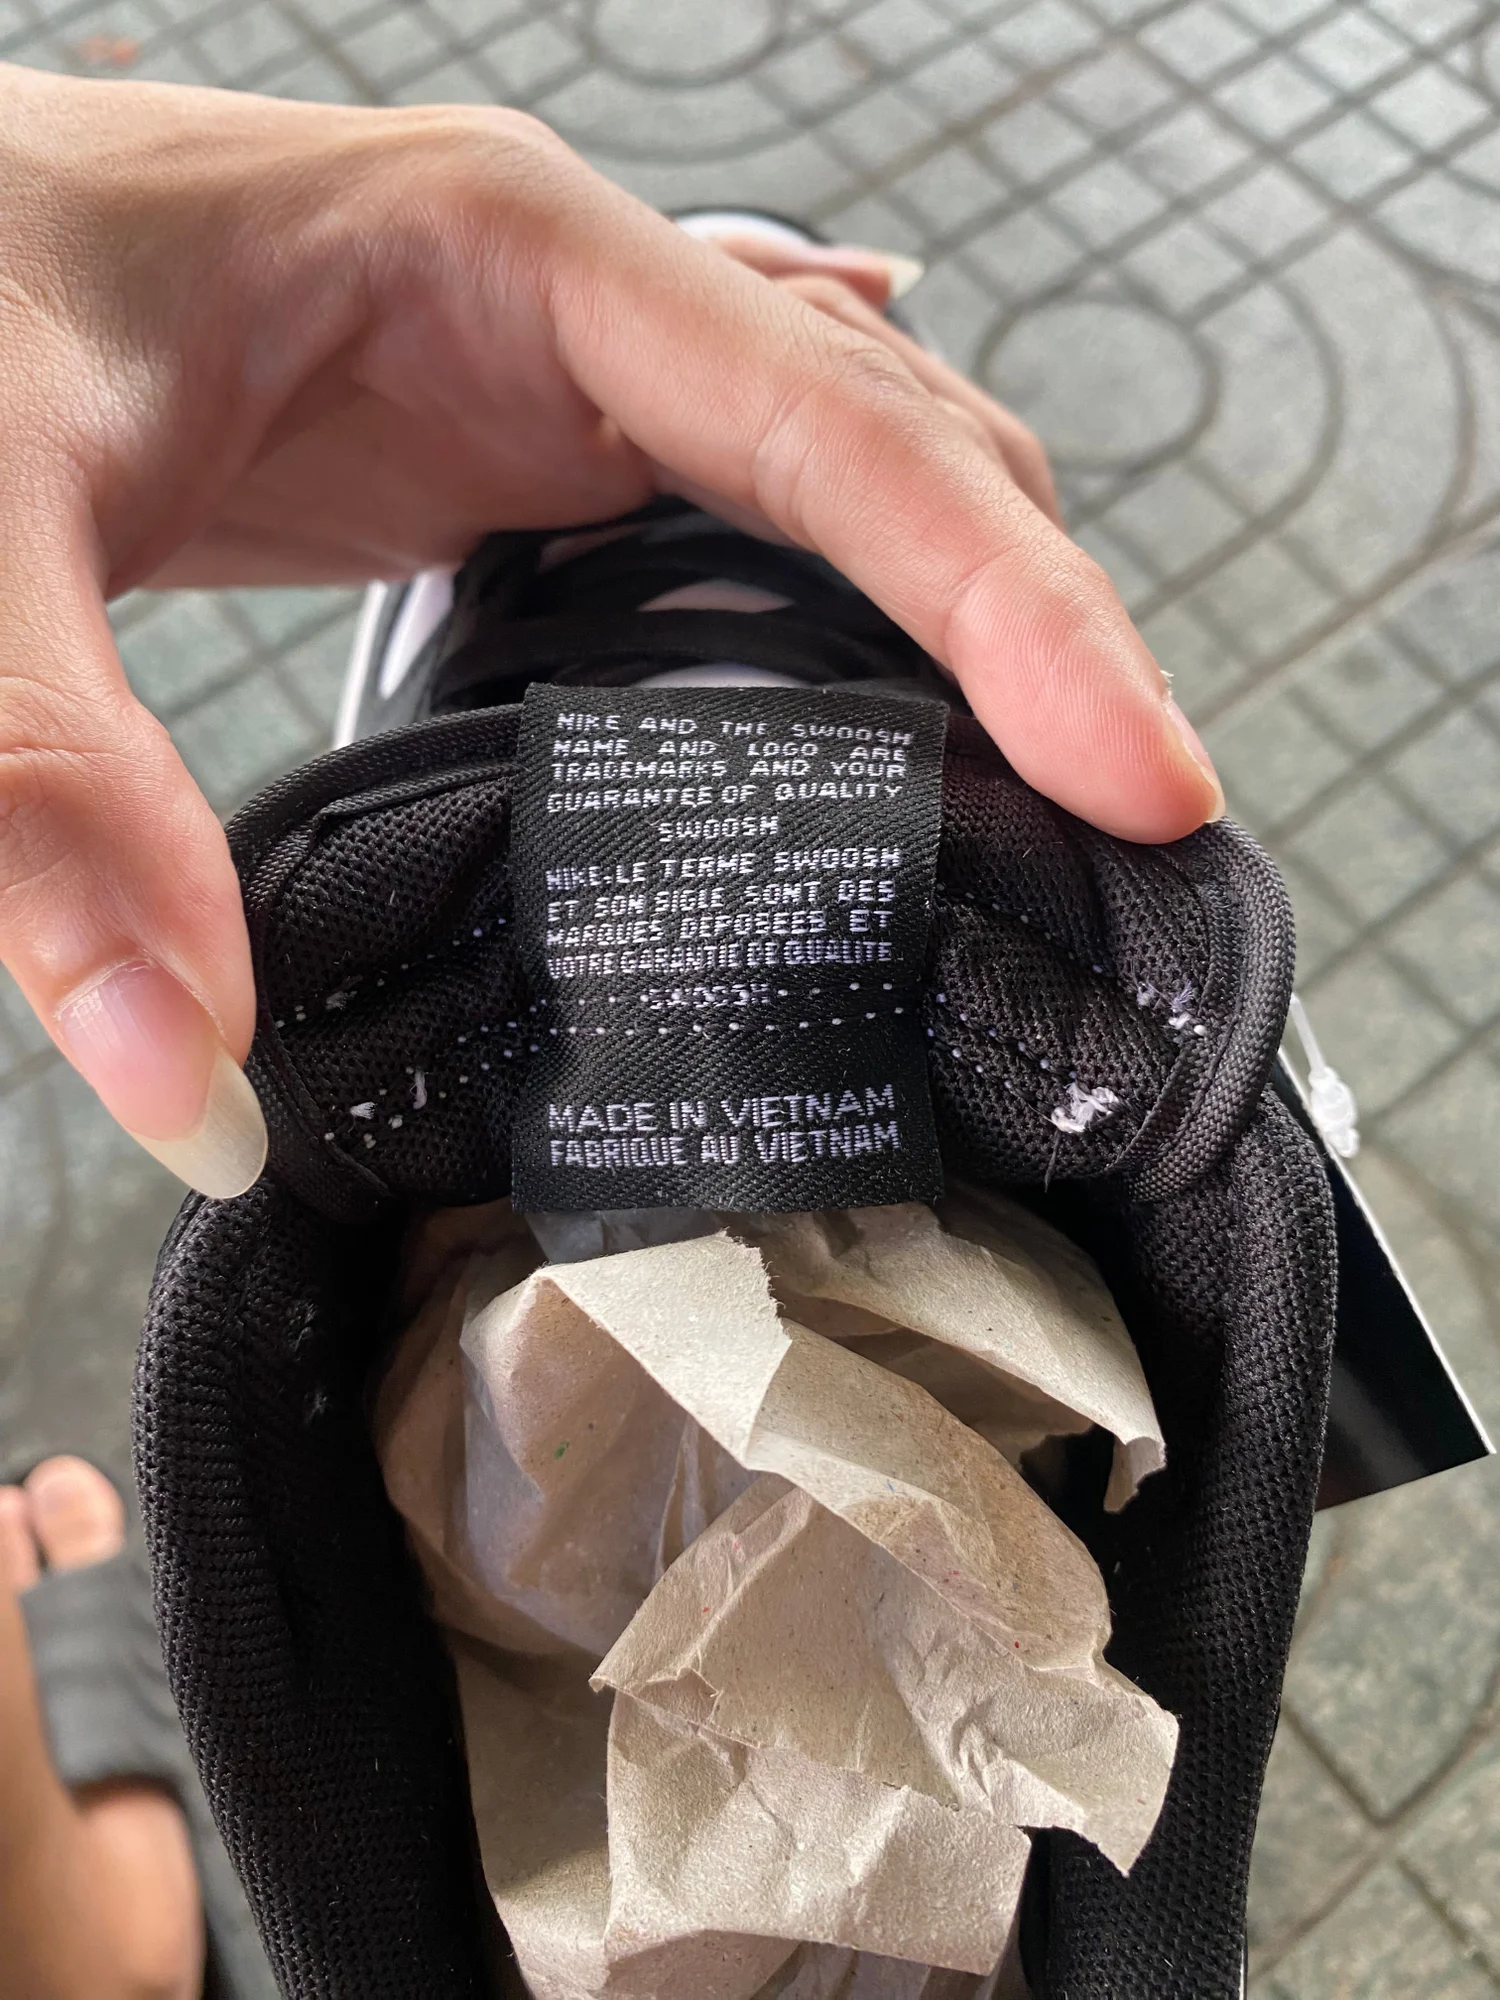 NIKE AND THE SWOOSH
NAME AND LOGO ARE
TRADEMARKS AND YOUR
GUARANTEE OF QUALITY
SWOOSH
NIKE·LE TERME SWOOSH
ET SON SIGLE SONT DES
MARQUES DEPOSEES ET
VOTRE GARANTIE DE QUALITE
SWOOSH
MADE IN VIETNAM
FABRIQUE AU VIETNAM